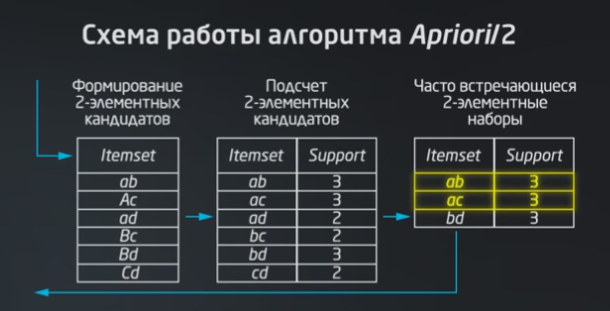 Схема работы алгоритма Apriori/2
Формирование
2-элементных
кандидатов
Itemset
ab
Ac
ad
Bc
Bd
Cd
Подсчет
2-элементных
кандидатов
Itemset Support
ab 3
ac 3
ad 2
bc 2
bd 3
cd 2
Часто встречающиеся
2-элементные
наборы
Itemset Support
ab 3
ac 3
bd 3